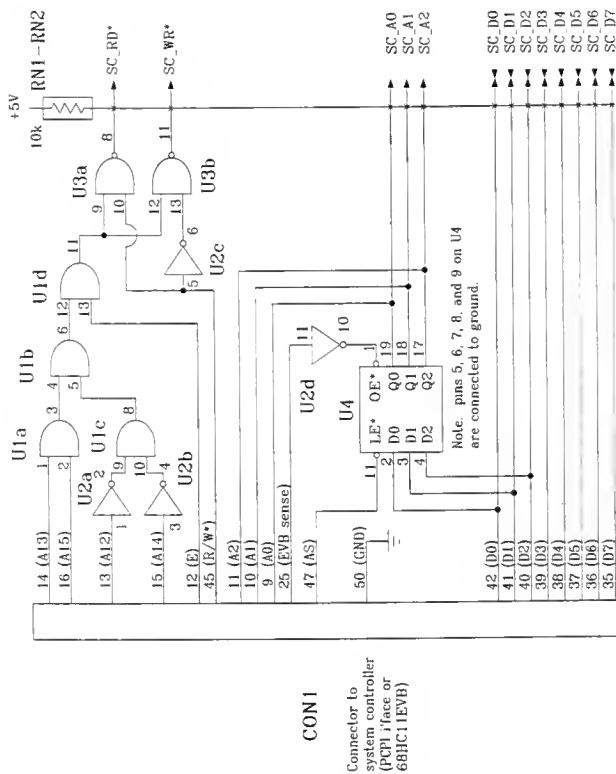 +5V
RN1-RN2
10k
SC_RD*
SC_WR*
SC_A0
SC_A1
SC_A2
SC_D0
SC_D1
SC_D2
SC_D3
SC_D4
SC_D5
SC_D6
SC_D7
8
11
U3a
U3b
9
10
12
13
6
U2c
5
11
U1d
12
13
6
U1b
4
5
U1a
3
1
2
U1c
8
9
10
U2a
2
1
U2b
4
3
U2d
11
10
1
19
18
17
OE*
Q0
Q1
Q2
U4
LE*
D0
D1
D2
11
2
3
4
Note. pins 5, 6, 7, 8, and 9 on U4
are connected to ground.
14 (A13)
16 (A15)
13 (A12)
15 (A14)
12 (E)
45 (R/W*)
11 (A2)
10 (A1)
9 (A0)
25 (EVB sense)
47 (AS)
50 (GND)
42 (D0)
41 (D1)
40 (D2)
39 (D3)
38 (D4)
37 (D5)
36 (D6)
35 (D7)
CON1
Connector to
system controller
(PCPI i'face or
68HC11EVB)